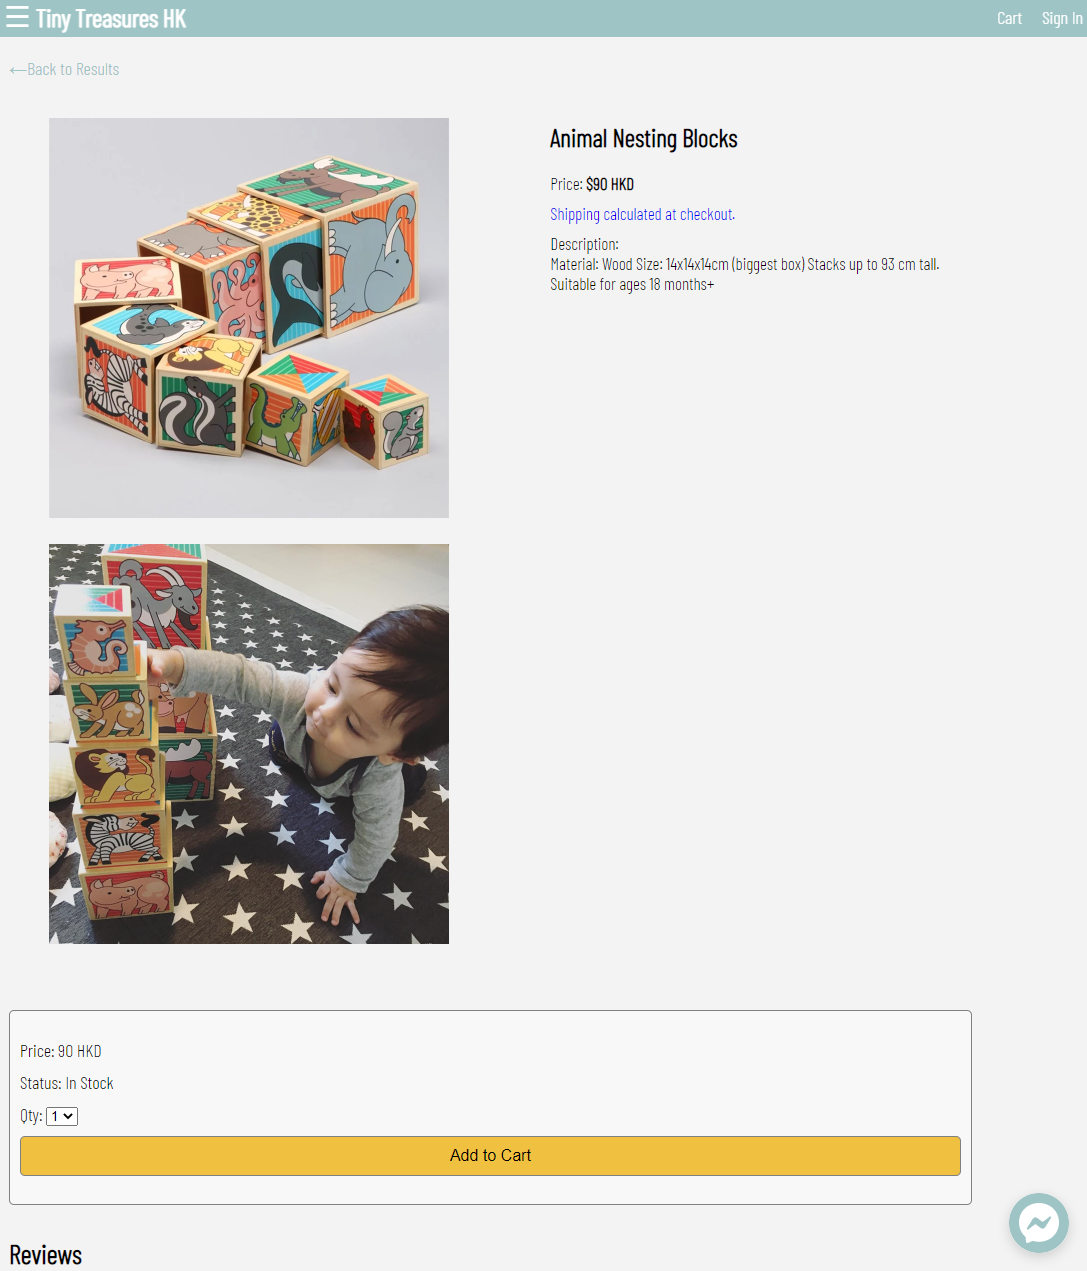 ☰ Tiny Treasures HK
Cart Sign In
←Back to Results
Animal Nesting Blocks
Price: $90 HKD
Shipping calculated at checkout.
Description:
Material: Wood Size: 14x14x14cm (biggest box) Stacks up to 93 cm tall.
Suitable for ages 18 months+
Price: 90 HKD
Status: In Stock
Qty: 1
Add to Cart
Reviews